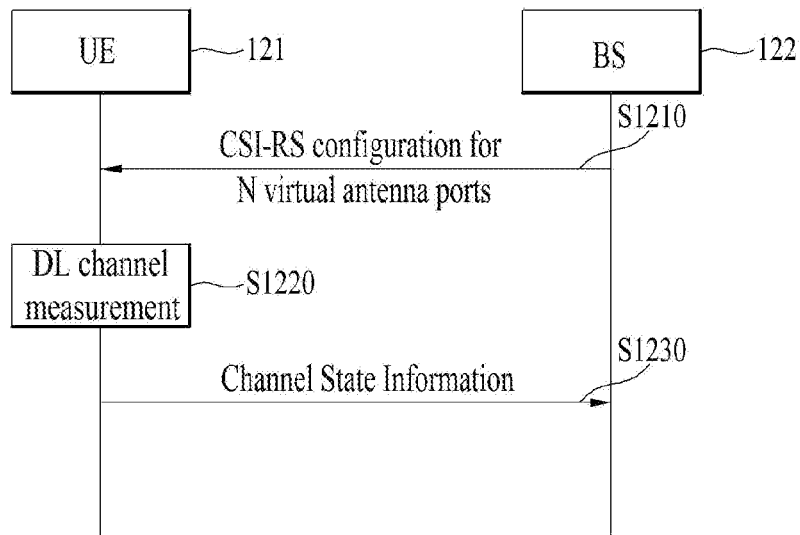 UE
121
BS
122
S1210
CSI-RS configuration for
N virtual antenna ports
DL channel
measurement
S1220
S1230
Channel State Information